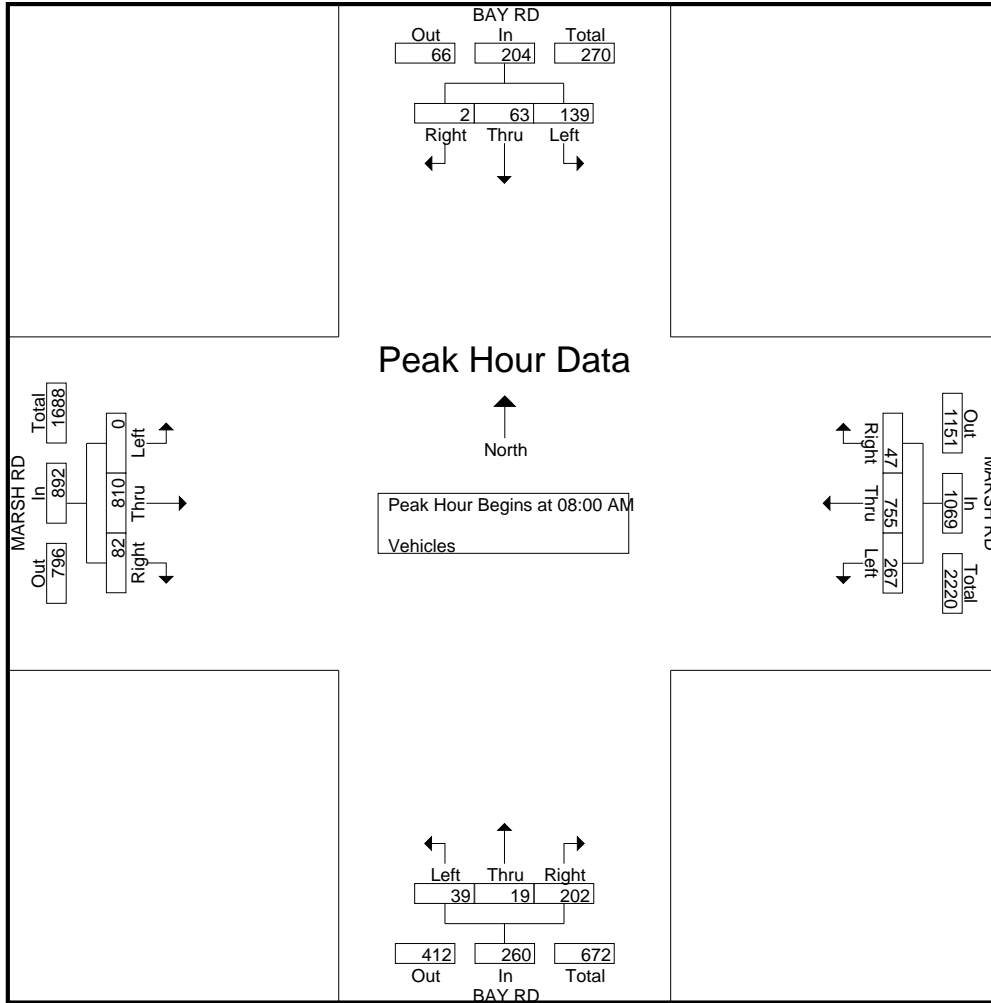 BAY RD
Out In Total
66 204 270
2 63 139
Right Thru Left
Peak Hour Data
North
Peak Hour Begins at 08:00 AM
Vehicles
MARSH RD
Total In Out
1688 892 796
0 810 82
Left Thru Right
MARSH RD
Out In Total
1151 1069 2220
47 755 267
Right Thru Left
Left Thru Right
39 19 202
412 260 672
Out In Total
BAY RD